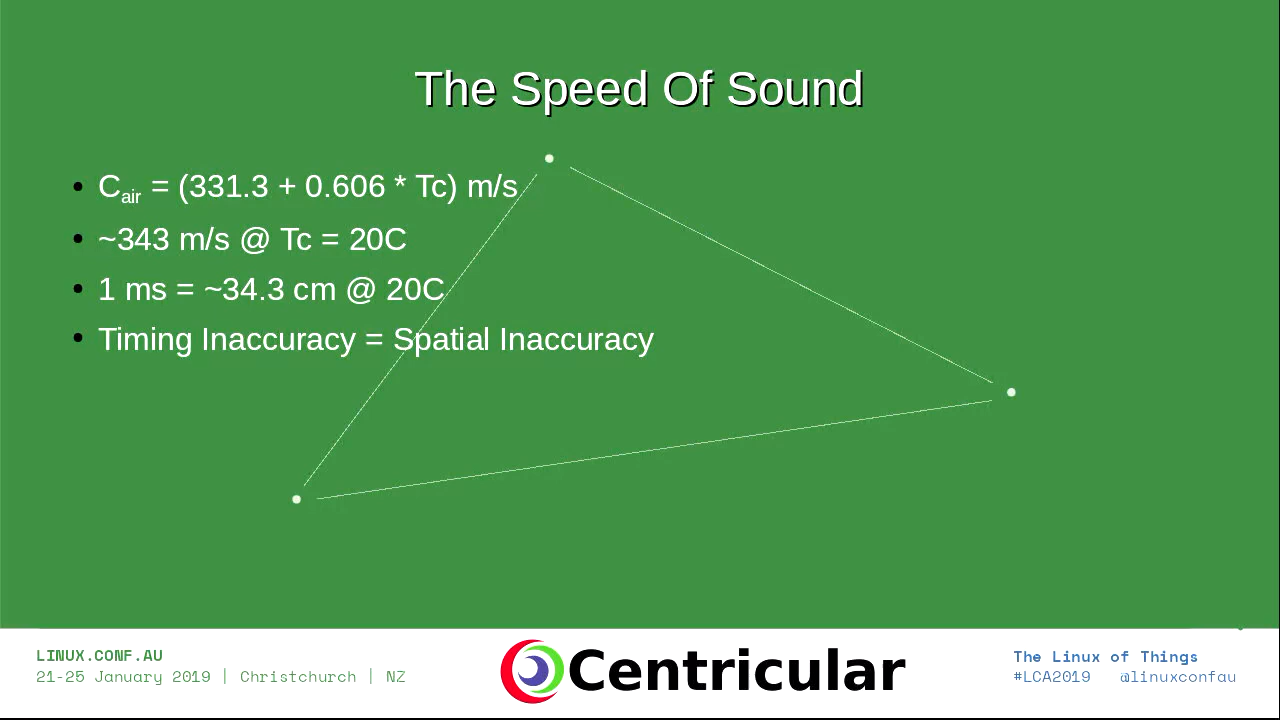 The Speed Of Sound
• Cair = (331.3 + 0.606 * Tc) m/s
• ~343 m/s @ Tc = 20C
• 1 ms = ~34.3 cm @ 20C
• Timing Inaccuracy = Spatial Inaccuracy
LINUX.CONF.AU
21-25 January 2019 | Christchurch | NZ
Centricular
The Linux of Things
#LCA2019 @linuxconfau